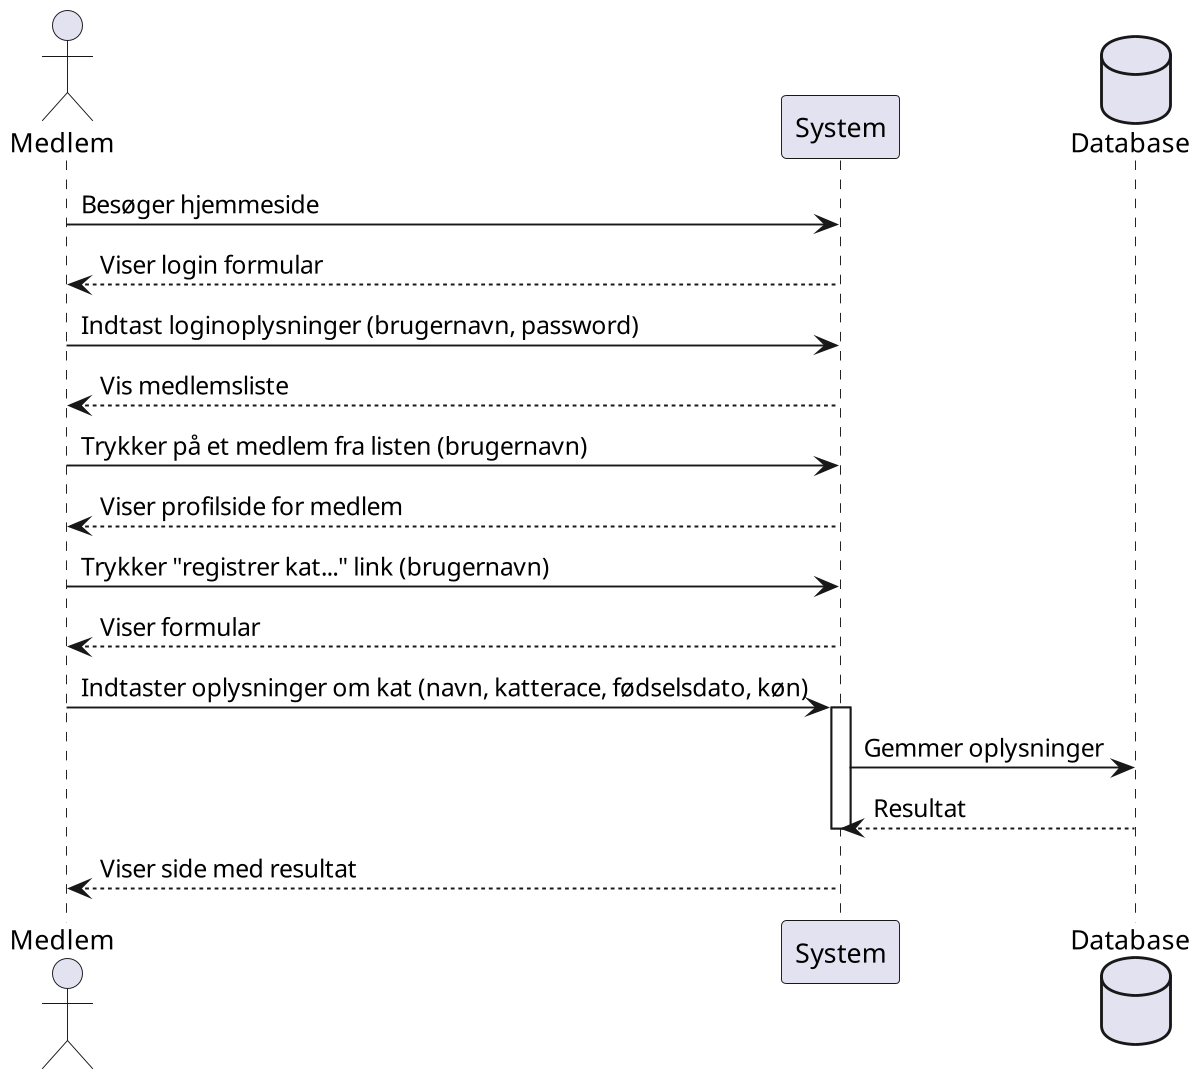 Medlem
System
Database
Besøger hjemmeside
Viser login formular
Indtast loginoplysninger (brugernavn, password)
Vis medlemsliste
Trykker på et medlem fra listen (brugernavn)
Viser profilside for medlem
Trykker "registrer kat..." link (brugernavn)
Viser formular
Indtaster oplysninger om kat (navn, katterace, fødselsdato, køn)
Gemmer oplysninger
Resultat
Viser side med resultat
Medlem
System
Database